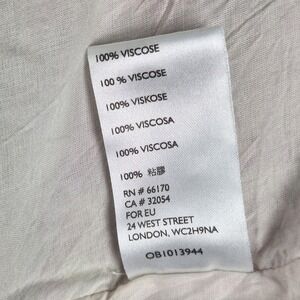 100% VISCOSE
100 % VISCOSE
100% VISKOSE
100% VISCOSA
100% VISCOSA
100% 粘膠
RN # 66170
CA # 32054
FOR EU
24 WEST STREET
LONDON, WC2H9NA
OB1013944